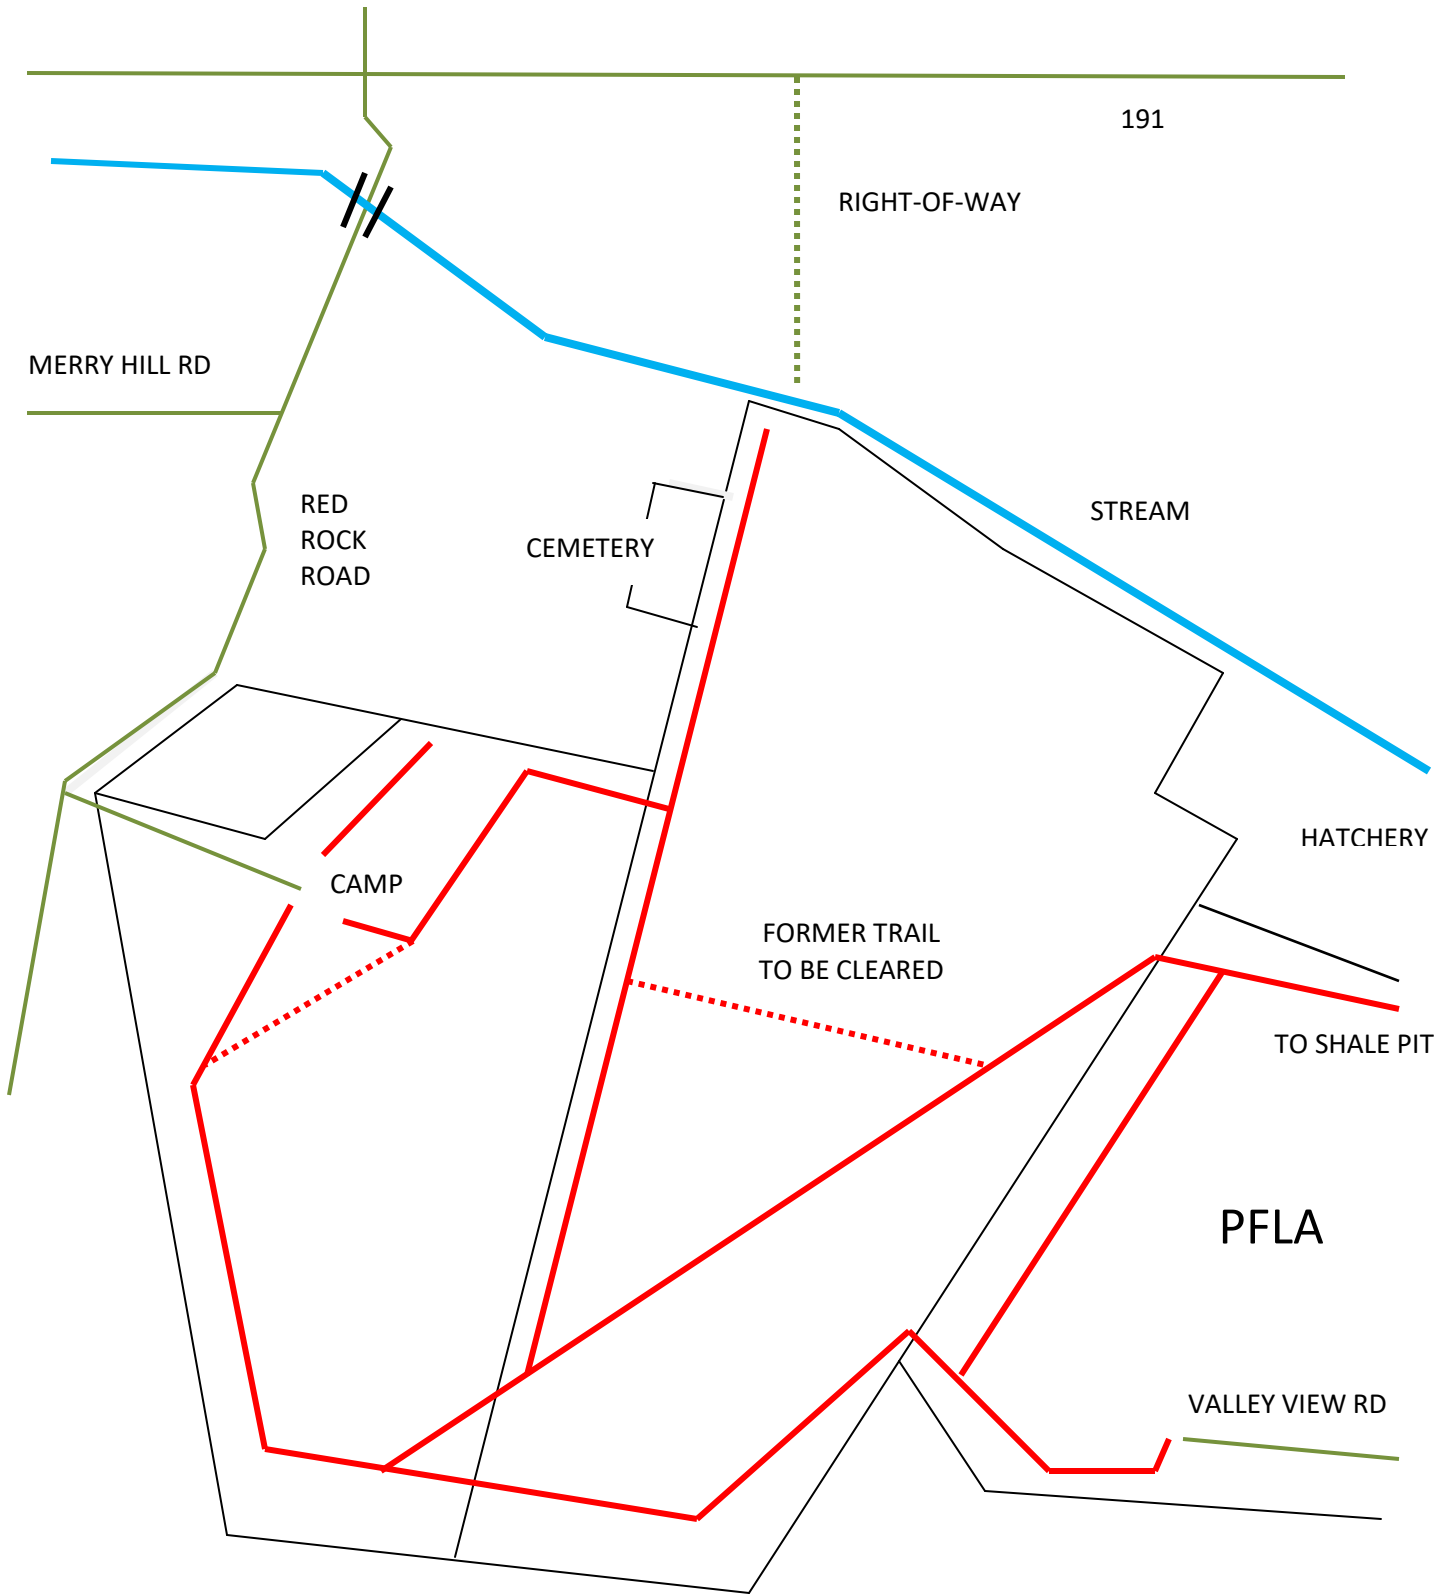 191
RIGHT-OF-WAY
MERRY HILL RD
RED
ROCK
ROAD
CEMETERY
STREAM
HATCHERY
CAMP
FORMER TRAIL
TO BE CLEARED
TO SHALE PIT
PFLA
VALLEY VIEW RD